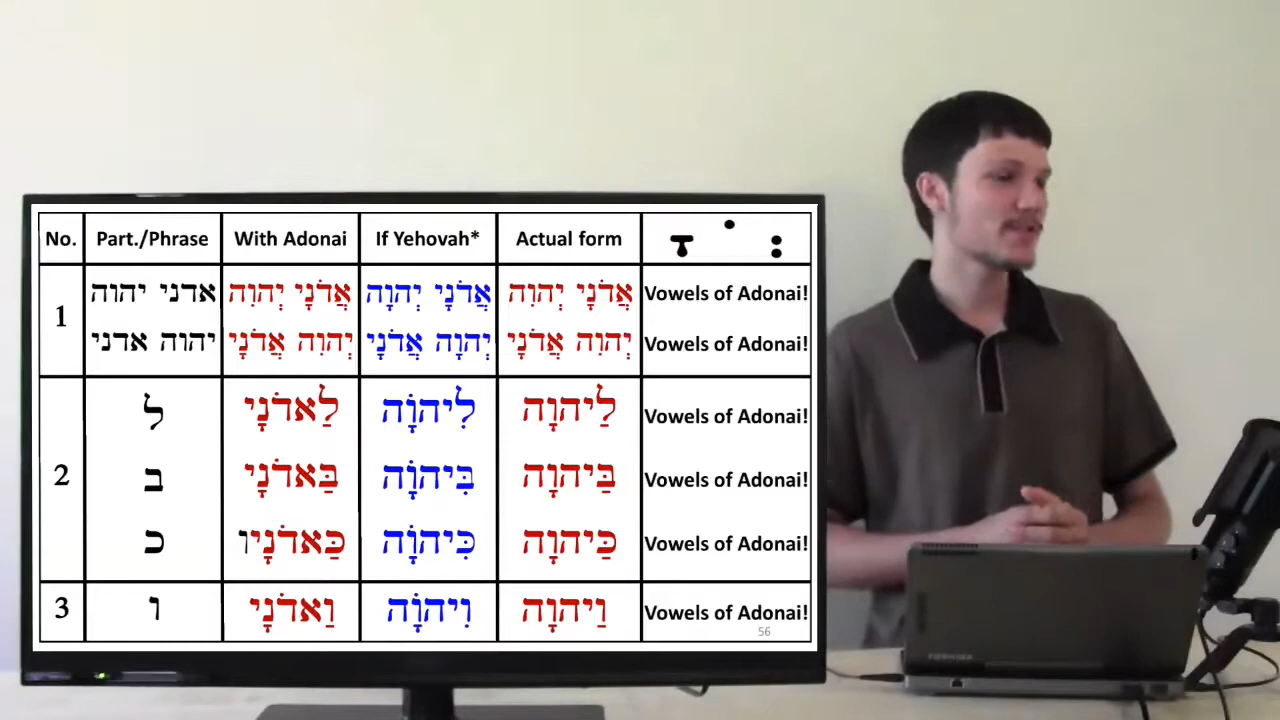 No. Part./Phrase With Adonai If Yehovah* Actual form
1
אדני יהוה אֲדֹנָי יְהוִה אֲדֹנָי יְהוָה אֲדֹנָי יְהוִה Vowels of Adonai!
יהוה אדני יְהוִה אֲדֹנָי יְהוָה אֲדֹנָי יְהוִה אֲדֹנָי Vowels of Adonai!
ל לַאדֹנָי לִיהוָֹה לַיהוָה Vowels of Adonai!
2 ב בַּאדֹנָי בִּיהוָֹה בַּיהוָה Vowels of Adonai!
כ כַּאדֹנָיו כִּיהוָֹה כַּיהוָה Vowels of Adonai!
3 ו וַאדֹנָי וִיהוָֹה וַיהוָה Vowels of Adonai!
56
TOSHIBA